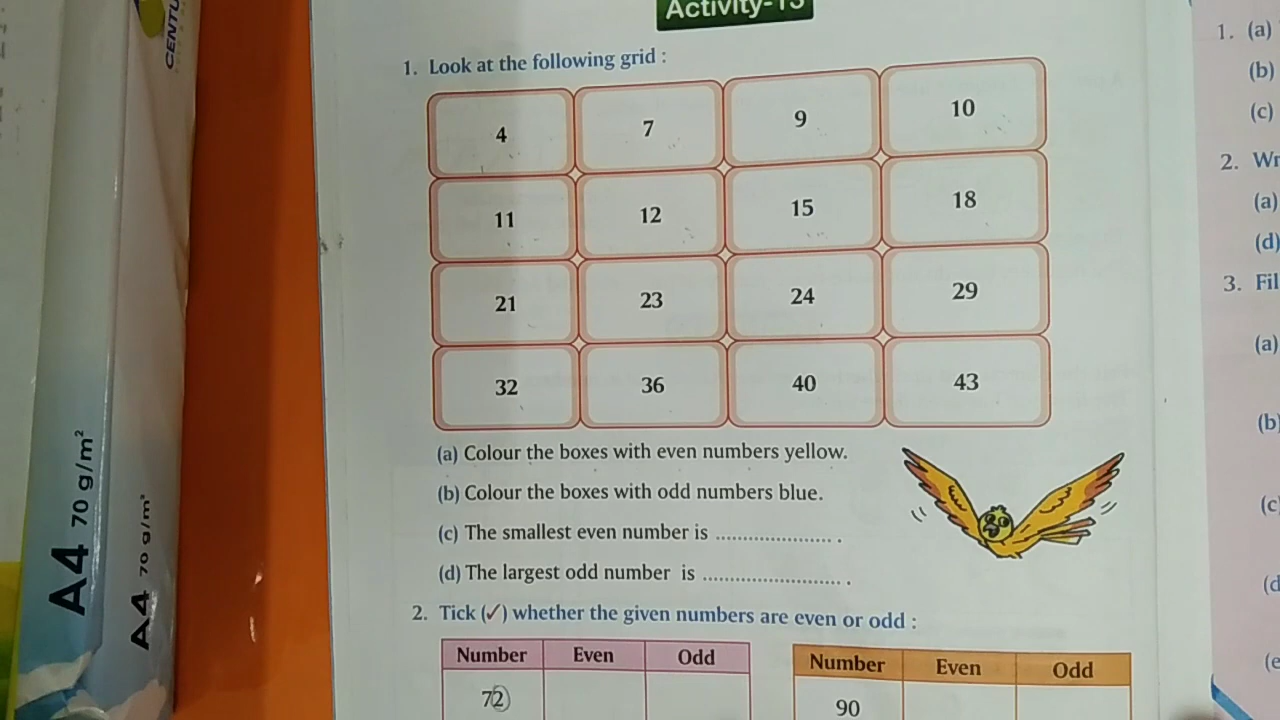 CENTU
A4 70 g/m²
A4 70 g/m²
Activity-13
1. Look at the following grid :
4 7 9 10
11 12 15 18
21 23 24 29
32 36 40 43
(a) Colour the boxes with even numbers yellow.
(b) Colour the boxes with odd numbers blue.
(c) The smallest even number is ..................... .
(d) The largest odd number is ......................... .
2. Tick (✓) whether the given numbers are even or odd :
Number Even Odd
72
Number Even Odd
90
1. (a)
(b)
(c)
2. Wr
(a)
(d)
3. Fil
(a)
(b)
(c)
(d
(e